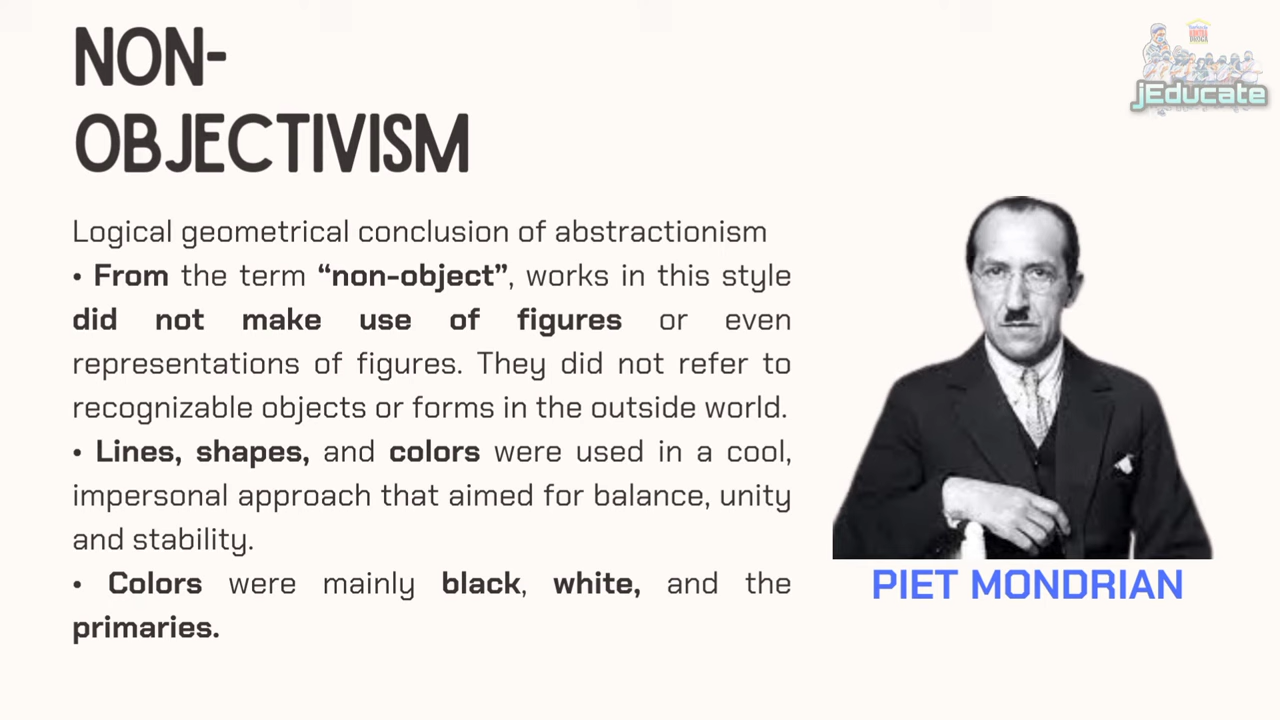 NON-
OBJECTIVISM
jEducate
Logical geometrical conclusion of abstractionism
• From the term “non-object”, works in this style
did not make use of figures or even
representations of figures. They did not refer to
recognizable objects or forms in the outside world.
• Lines, shapes, and colors were used in a cool,
impersonal approach that aimed for balance, unity
and stability.
• Colors were mainly black, white, and the
primaries.
PIET MONDRIAN